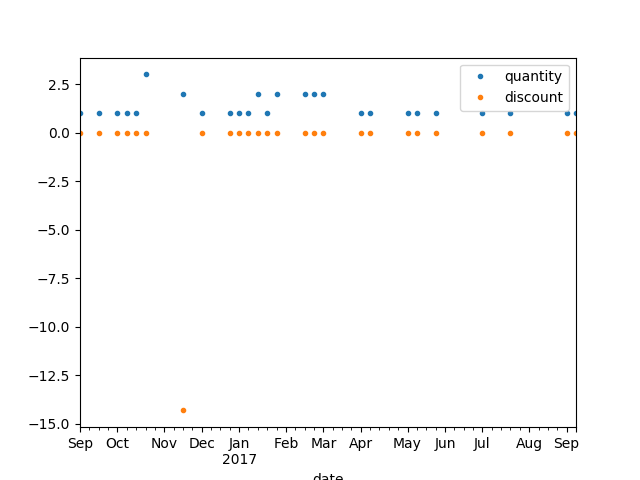 quantity
discount
2.5
0.0
−2.5
−5.0
−7.5
−10.0
−12.5
−15.0
Sep Oct Nov Dec Jan Feb Mar Apr May Jun Jul Aug Sep
2017
date